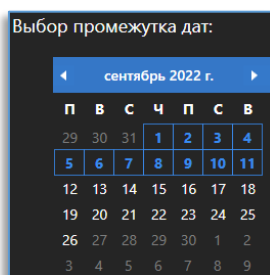 Выбор промежутка дат:
сентябрь 2022 г.
П В С Ч П С В
29 30 31 1 2 3 4
5 6 7 8 9 10 11
12 13 14 15 16 17 18
19 20 21 22 23 24 25
26 27 28 29 30 1 2
3 4 5 6 7 8 9